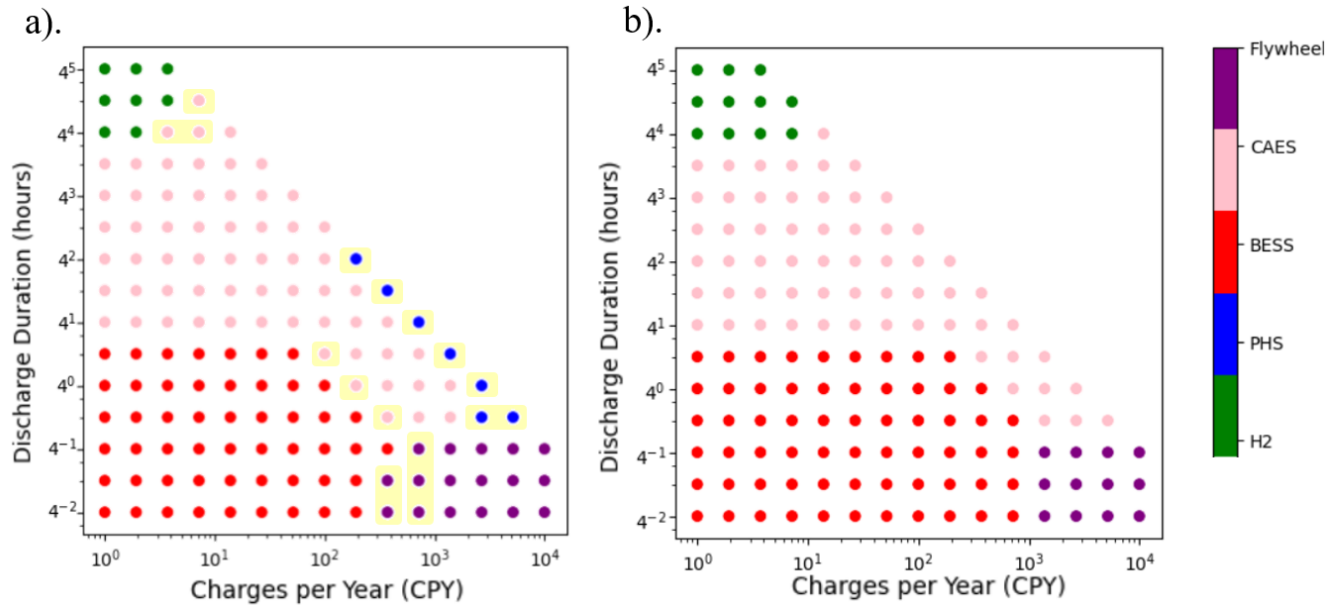 a).
4^5
4^4
4^3
4^2
4^1
4^0
4^-1
4^-2
Discharge Duration (hours)
10^0 10^1 10^2 10^3 10^4
Charges per Year (CPY)
b).
4^5
4^4
4^3
4^2
4^1
4^0
4^-1
4^-2
Discharge Duration (hours)
10^0 10^1 10^2 10^3 10^4
Charges per Year (CPY)
Flywheel
CAES
BESS
PHS
H2